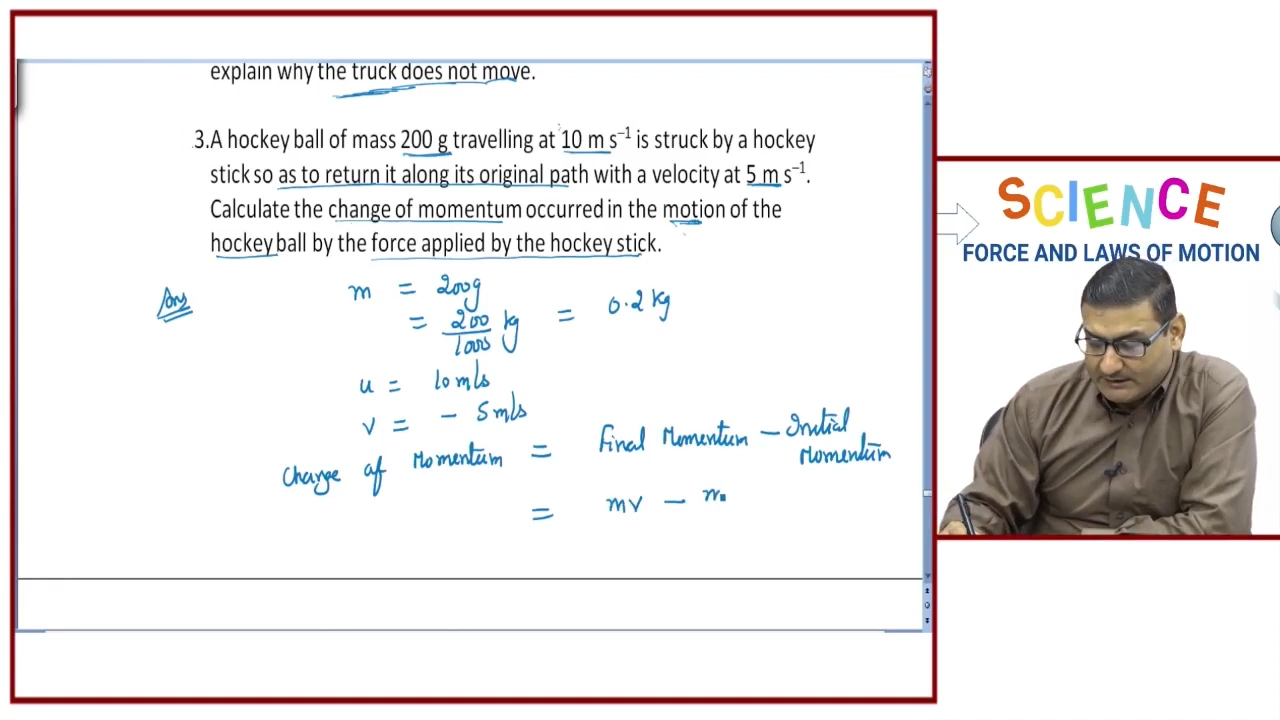 explain why the truck does not move.
3.A hockey ball of mass 200 g travelling at 10 m s⁻¹ is struck by a hockey
stick so as to return it along its original path with a velocity at 5 m s⁻¹.
Calculate the change of momentum occurred in the motion of the
hockey ball by the force applied by the hockey stick.
Ans
m = 200g
= 200/1000 kg = 0.2 kg
u = 10 m/s
v = - 5 m/s
Change of Momentum = Final Momentum - Initial
Momentum
= mv - m
SCIENCE
FORCE AND LAWS OF MOTION